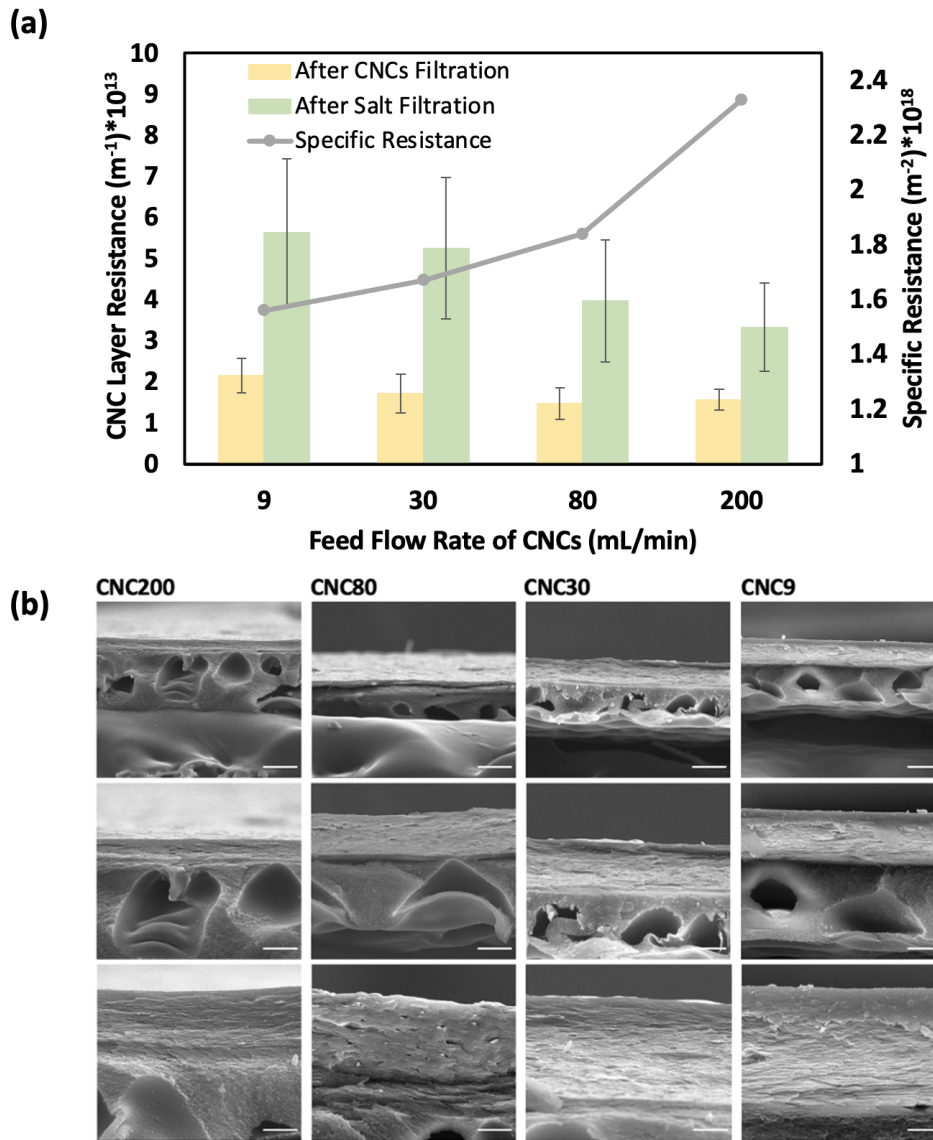 (a)
After CNCs Filtration
After Salt Filtration
Specific Resistance
CNC Layer Resistance (m⁻¹)*10¹³
10
9
8
7
6
5
4
3
2
1
0
2.4
2.2
2
1.8
1.6
1.4
1.2
1
Specific Resistance (m⁻²)*10¹⁸
9 30 80 200
Feed Flow Rate of CNCs (mL/min)
(b)
CNC200 CNC80 CNC30 CNC9